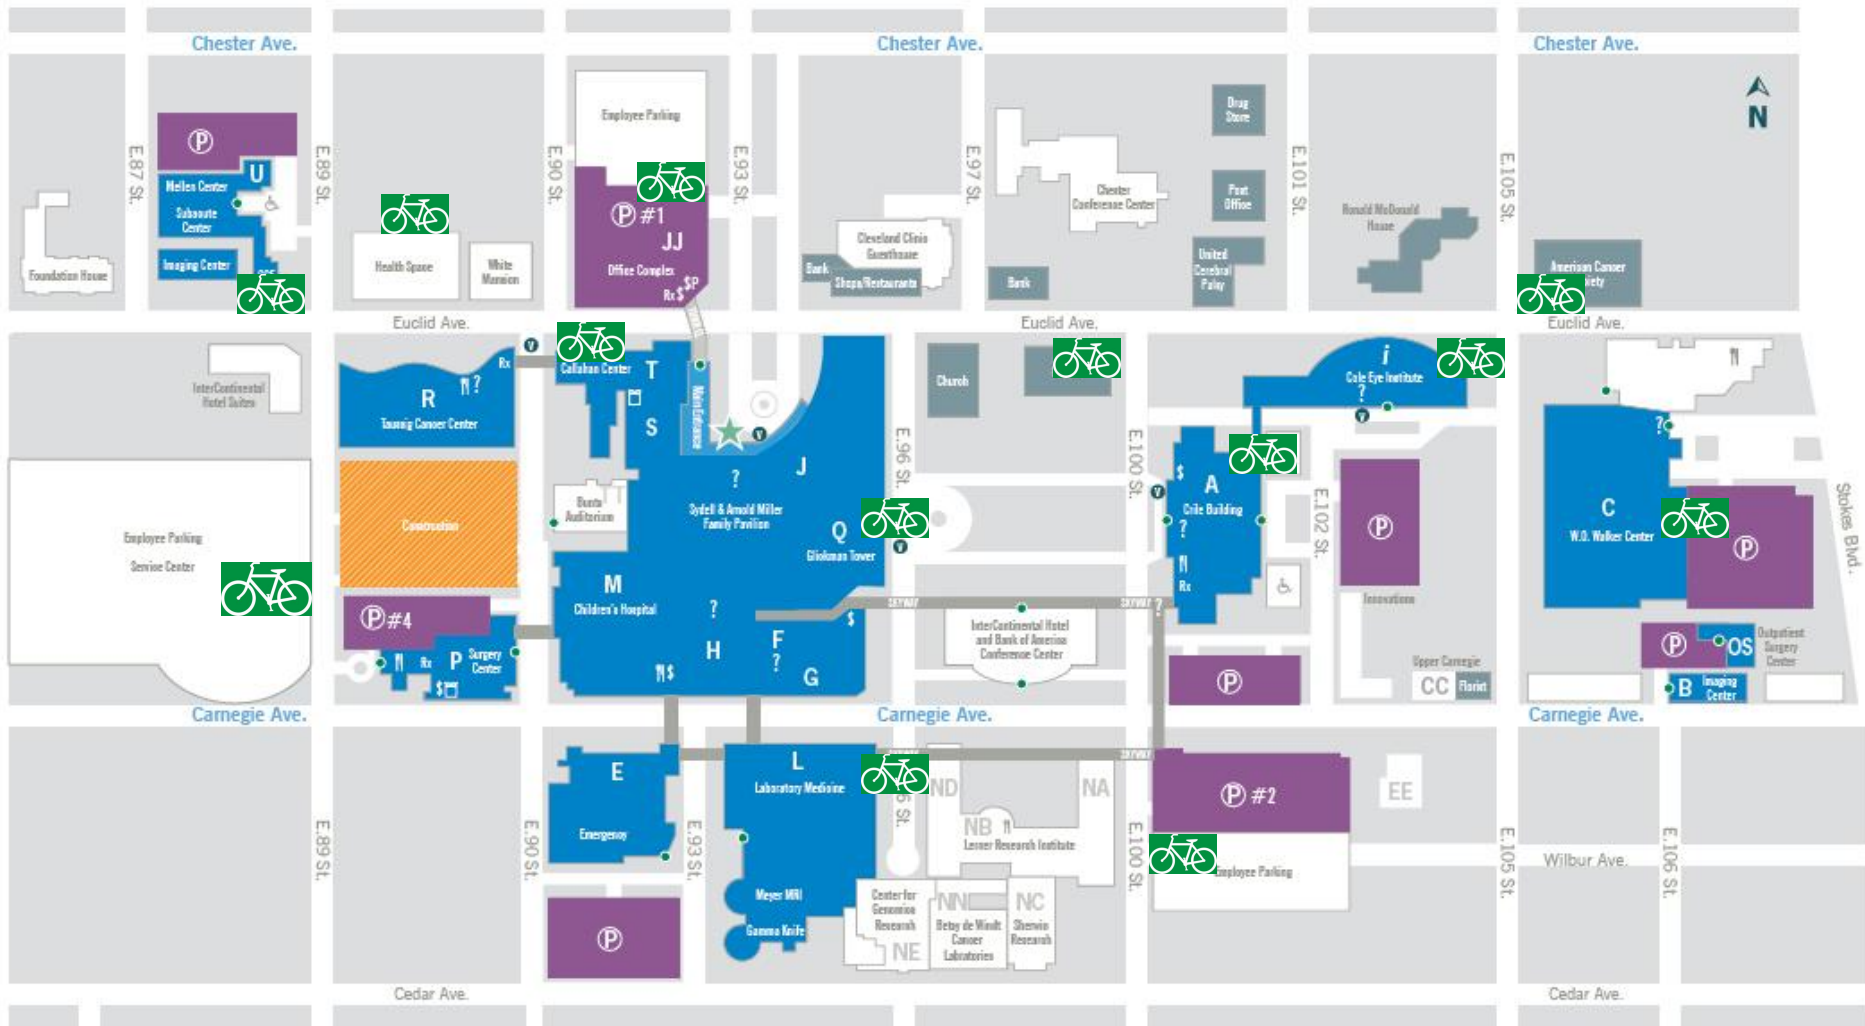 Chester Ave.
Chester Ave.
Chester Ave.
N
E.87 St.
E.89 St.
E.90 St.
E.93 St.
E.97 St.
E.101 St.
E.105 St.
P
U
Mellen Center
Subacute
Center
Imaging Center
Foundation House
Health Space
White
Mansion
Employee Parking
P #1
JJ
Office Complex
$P
Rx $
Cleveland Clinic
Guesthouse
Bank
Shops/Restaurants
Bank
Chester
Conference Center
Drug
Store
Post
Office
United
Cerebral
Palsy
Ronald McDonald
House
American Cancer
iety
Euclid Ave.
Euclid Ave.
Euclid Ave.
InterContinental
Hotel Suites
Rx
R
?
Taussig Cancer Center
V
Callahan Center
T
S
Main Entrance
V
?
J
Sydell & Arnold Miller
Family Pavilion
Q
Glickman Tower
E.96 St.
V
Church
E.100 St.
V
i
Cole Eye Institute
?
V
$
A
Crile Building
?
Rx
E.102 St.
P
Innovations
?
C
W.O. Walker Center
P
Stokes Blvd.
Employee Parking
Service Center
Construction
Bunts
Auditorium
M
Children's Hospital
?
H
F
?
G
$
$
SKYWAY
SKYWAY
?
InterContinental Hotel
and Bank of America
Conference Center
P #4
Rx
P
Surgery
Center
$
P
Upper Carnegie
CC
Florist
P
OS
Outpatient
Surgery
Center
B
Imaging
Center
Carnegie Ave.
Carnegie Ave.
Carnegie Ave.
E
Emergency
L
Laboratory Medicine
Meyer MRI
Gamma Knife
SKYWAY
6 St.
ND
NA
NB
Lerner Research Institute
Center for
Genomics
Research
NE
NN
Betsy de Windt
Cancer
Labratories
NC
Sherwin
Research
P #2
Employee Parking
EE
E.89 St.
E.90 St.
E.93 St.
E.100 St.
E.105 St.
E.106 St.
Wilbur Ave.
P
Cedar Ave.
Cedar Ave.